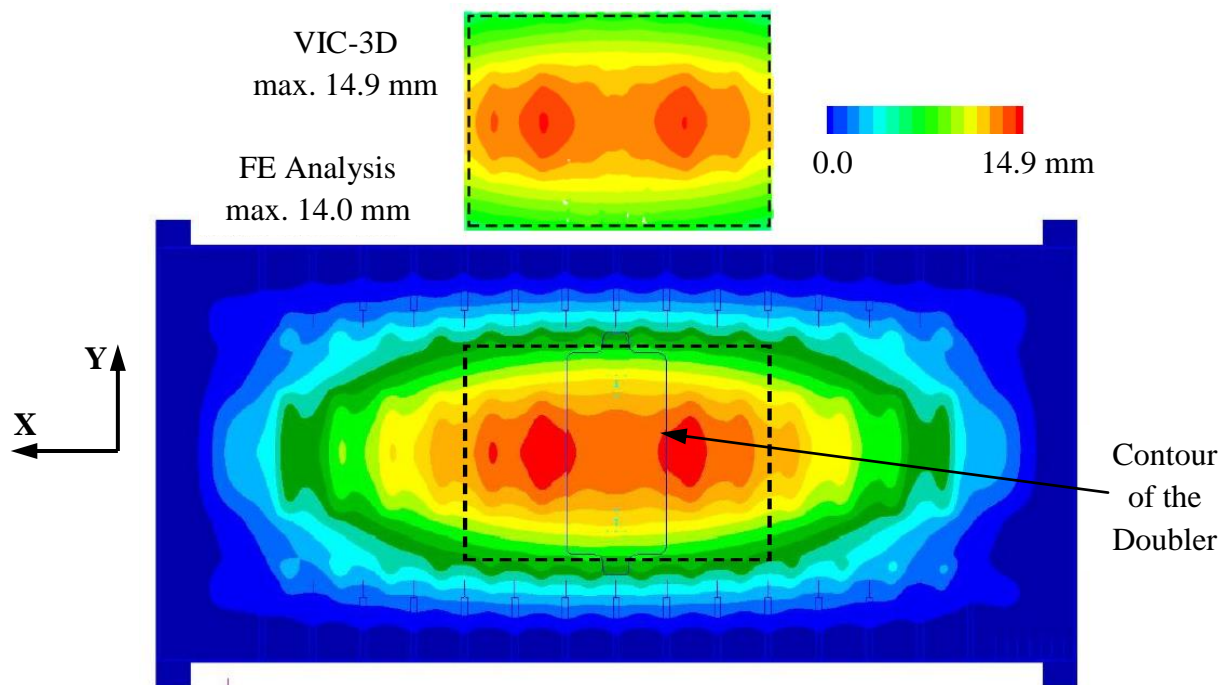 VIC-3D
max. 14.9 mm
FE Analysis
max. 14.0 mm
0.0 14.9 mm
Y
X
Contour
of the
Doubler